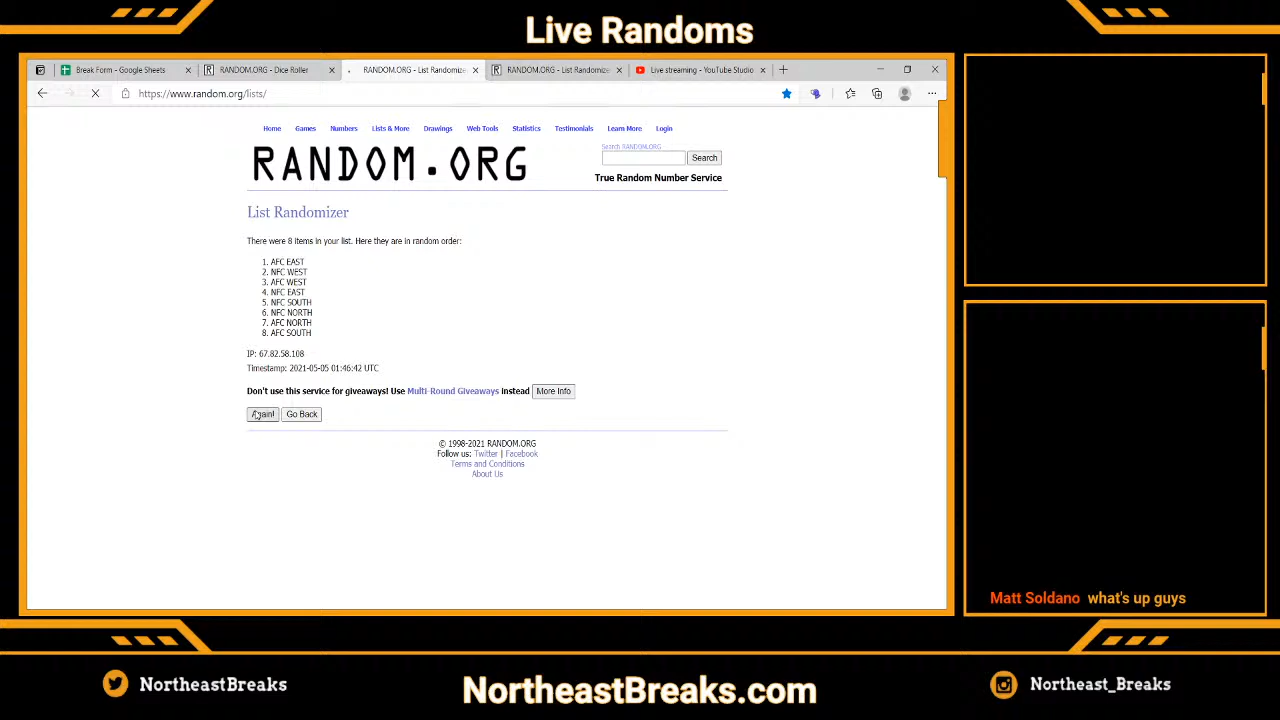 Live Randoms
Break Form - Google Sheets
RANDOM.ORG - Dice Roller
RANDOM.ORG - List Randomize
RANDOM.ORG - List Randomize
Live streaming - YouTube Studio
https://www.random.org/lists/
Home Games Numbers Lists & More Drawings Web Tools Statistics Testimonials Learn More Login
Search RANDOM.ORG
RANDOM.ORG
Search
True Random Number Service
List Randomizer
There were 8 items in your list. Here they are in random order:
1. AFC EAST
2. NFC WEST
3. AFC WEST
4. NFC EAST
5. NFC SOUTH
6. NFC NORTH
7. AFC NORTH
8. AFC SOUTH
IP: 67.82.58.108
Timestamp: 2021-05-05 01:46:42 UTC
Don't use this service for giveaways! Use Multi-Round Giveaways instead More Info
Again! Go Back
© 1998-2021 RANDOM.ORG
Follow us: Twitter | Facebook
Terms and Conditions
About Us
Matt Soldano what's up guys
NortheastBreaks
NortheastBreaks.com
Northeast_Breaks